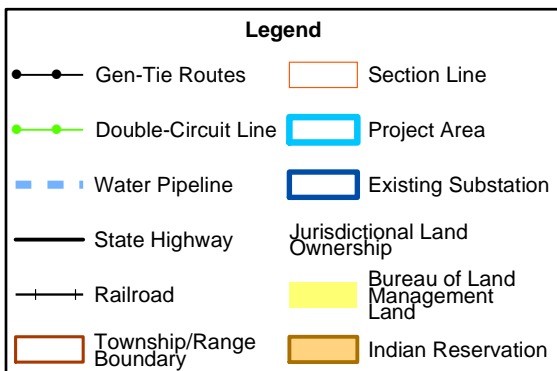 Legend
Gen-Tie Routes
Double-Circuit Line
Water Pipeline
State Highway
Railroad
Township/Range
Boundary
Section Line
Project Area
Existing Substation
Jurisdictional Land
Ownership
Bureau of Land
Management
Land
Indian Reservation